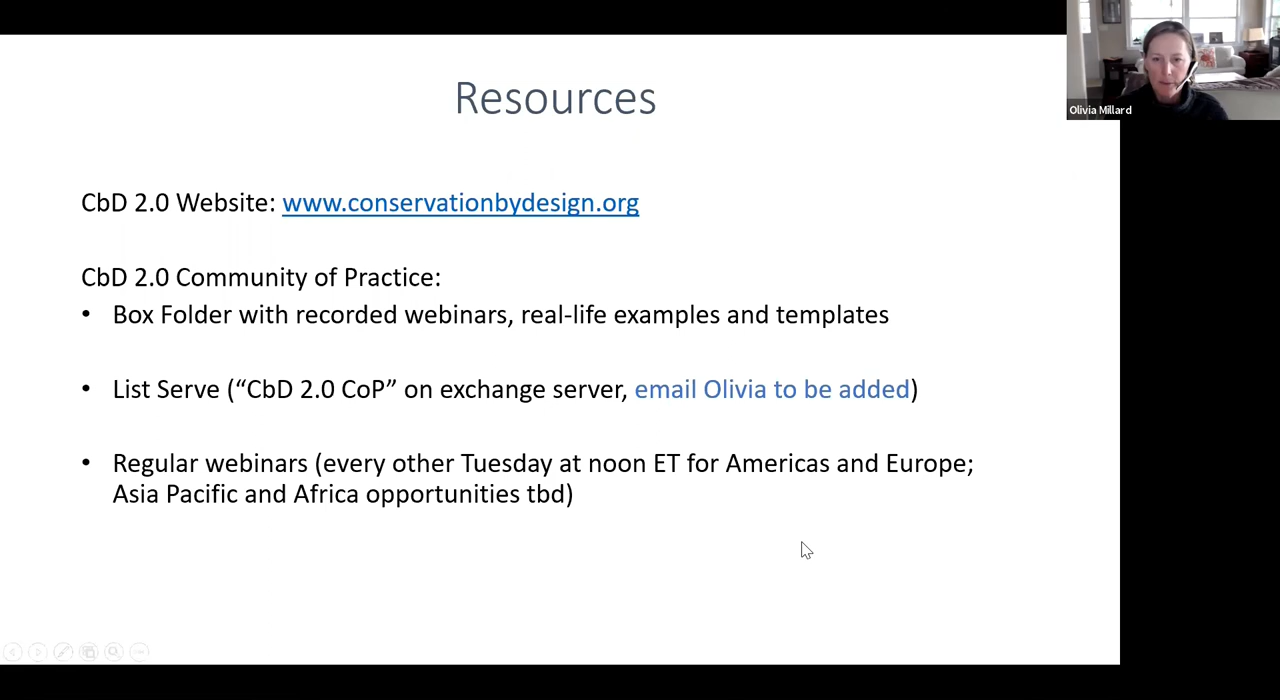 Resources
CbD 2.0 Website: www.conservationbydesign.org
CbD 2.0 Community of Practice:
• Box Folder with recorded webinars, real-life examples and templates
• List Serve (“CbD 2.0 CoP” on exchange server, email Olivia to be added)
• Regular webinars (every other Tuesday at noon ET for Americas and Europe;
Asia Pacific and Africa opportunities tbd)
Olivia Millard